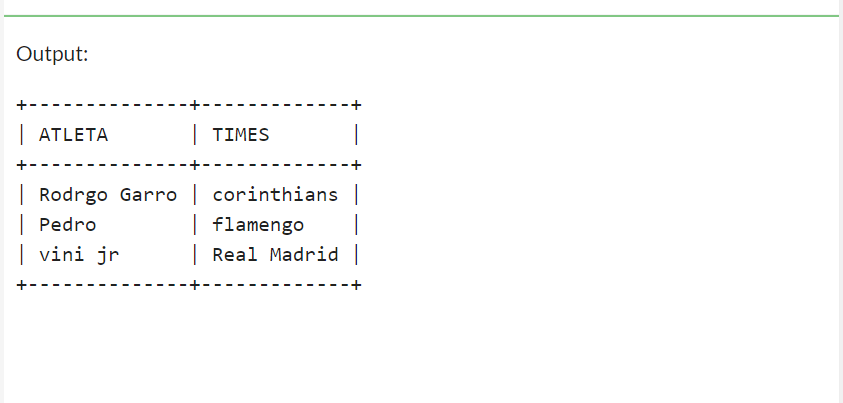 Output:
+--------------+-------------+
| ATLETA       | TIMES       |
+--------------+-------------+
| Rodrgo Garro | corinthians |
| Pedro        | flamengo    |
| vini jr      | Real Madrid |
+--------------+-------------+